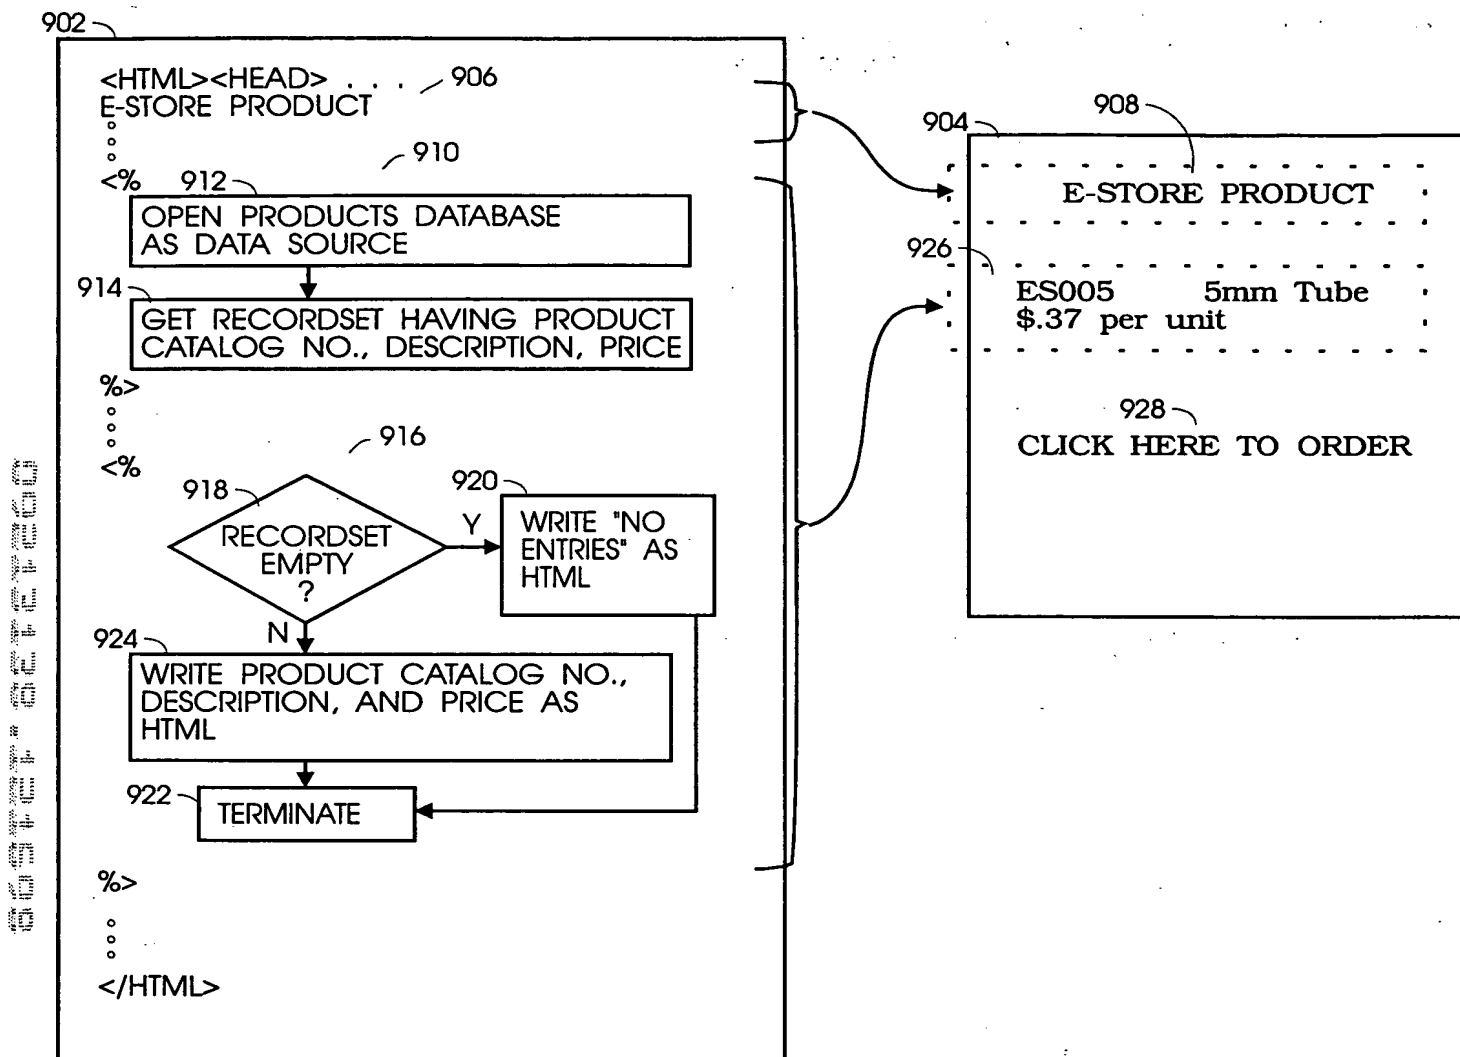 902
<HTML><HEAD> . . .
906
E-STORE PRODUCT
910
<%
912
OPEN PRODUCTS DATABASE
AS DATA SOURCE
914
GET RECORDSET HAVING PRODUCT
CATALOG NO., DESCRIPTION, PRICE
%>
916
<%
918
RECORDSET
EMPTY
?
Y
N
920
WRITE "NO
ENTRIES" AS
HTML
924
WRITE PRODUCT CATALOG NO.,
DESCRIPTION, AND PRICE AS
HTML
922
TERMINATE
%>
</HTML>
904
908
E-STORE PRODUCT
926
ES005 5mm Tube
$.37 per unit
928
CLICK HERE TO ORDER